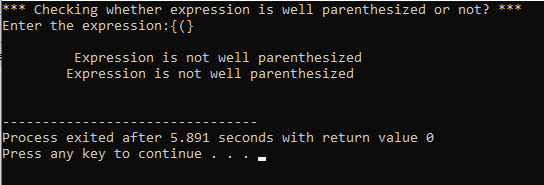 *** Checking whether expression is well parenthesized or not? ***
Enter the expression:{(}
Expression is not well parenthesized
Expression is not well parenthesized
--------------------------------
Process exited after 5.891 seconds with return value 0
Press any key to continue . . .